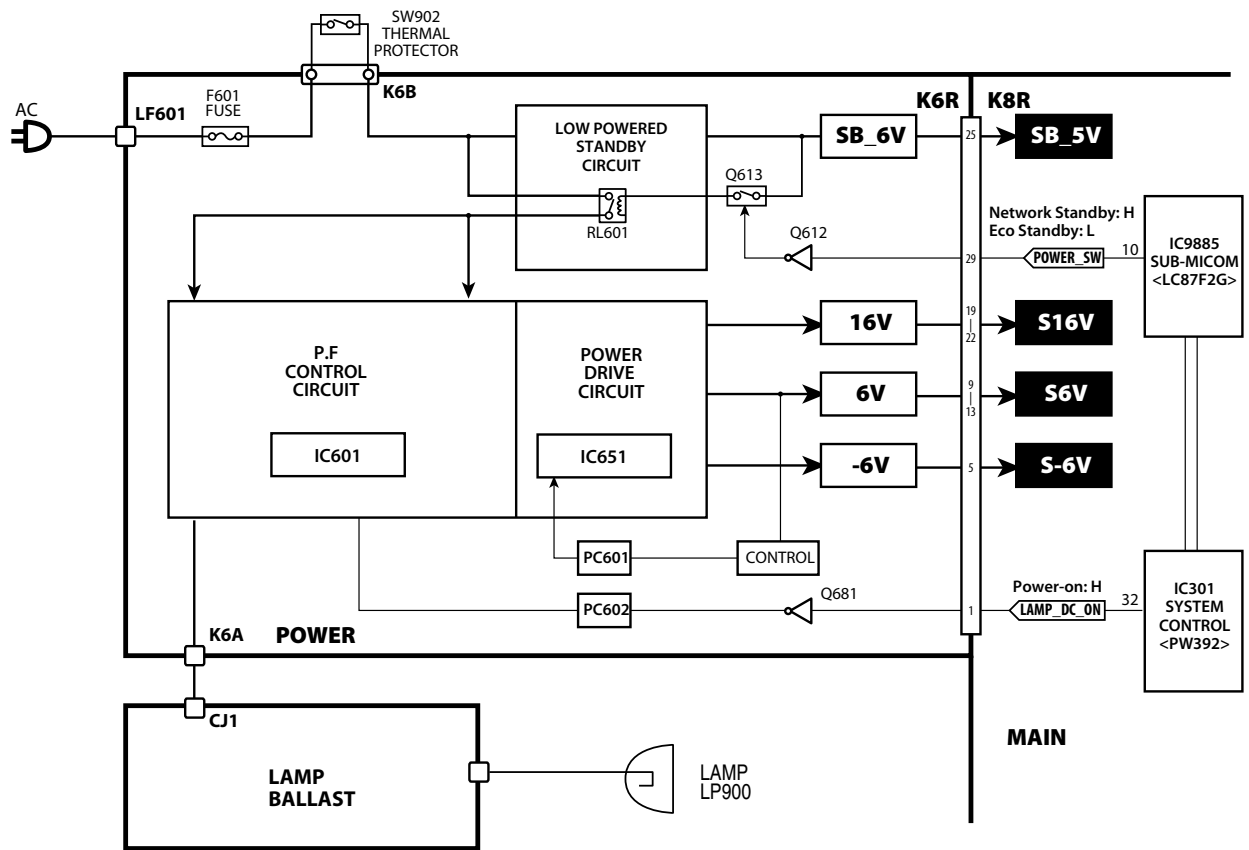 SW902
THERMAL
PROTECTOR
K6B
AC
LF601
F601
FUSE
LOW POWERED
STANDBY
CIRCUIT
RL601
Q613
Q612
SB_6V
K6R
K8R
25
SB_5V
Network Standby: H
Eco Standby: L
29
POWER_SW
10
IC9885
SUB-MICOM
<LC87F2G>
P.F
CONTROL
CIRCUIT
IC601
POWER
DRIVE
CIRCUIT
IC651
16V
19
|
22
S16V
6V
9
|
13
S6V
-6V
5
S-6V
PC601
CONTROL
PC602
Q681
1
Power-on: H
LAMP_DC_ON
32
IC301
SYSTEM
CONTROL
<PW392>
K6A
POWER
CJ1
MAIN
LAMP
BALLAST
LAMP
LP900